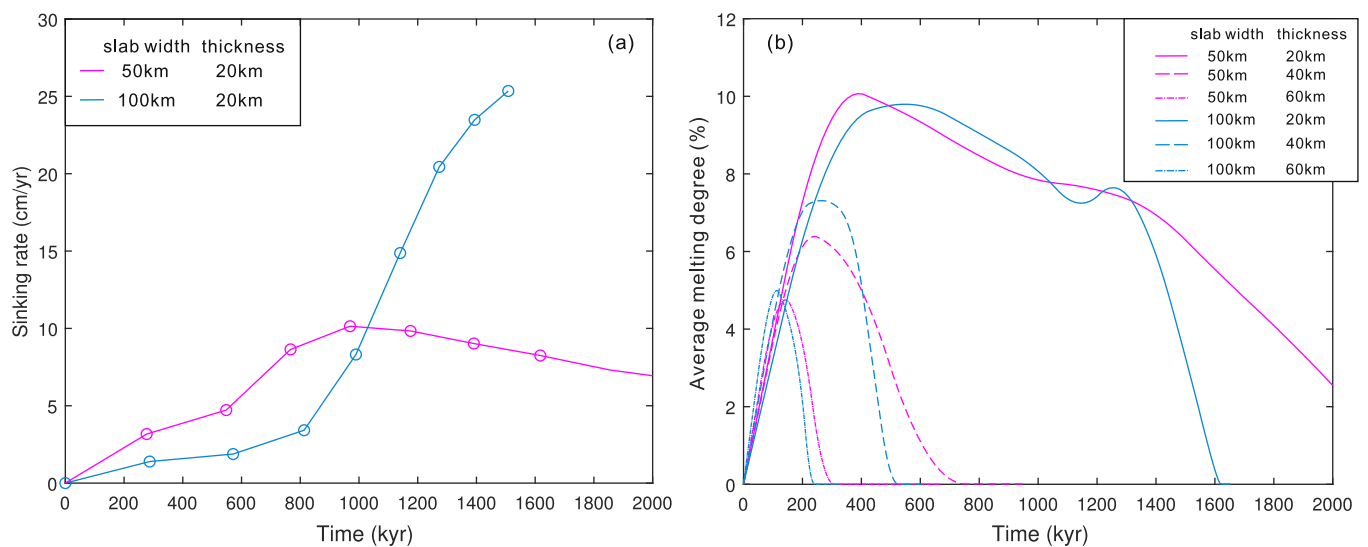 (a)
slab width thickness
50km 20km
100km 20km
30
25
20
15
10
5
0
Sinking rate (cm/yr)
0 200 400 600 800 1000 1200 1400 1600 1800 2000
Time (kyr)
(b)
slab width thickness
50km 20km
50km 40km
50km 60km
100km 20km
100km 40km
100km 60km
12
10
8
6
4
2
0
Average melting degree (%)
0 200 400 600 800 1000 1200 1400 1600 1800 2000
Time (kyr)